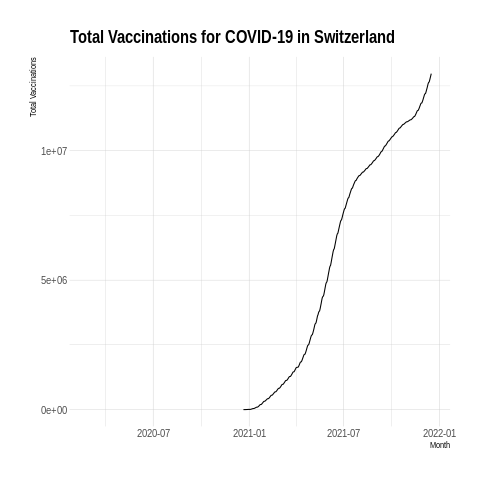 Total Vaccinations for COVID-19 in Switzerland
Total Vaccinations
1e+07
5e+06
0e+00
2020-07 2021-01 2021-07 2022-01
Month